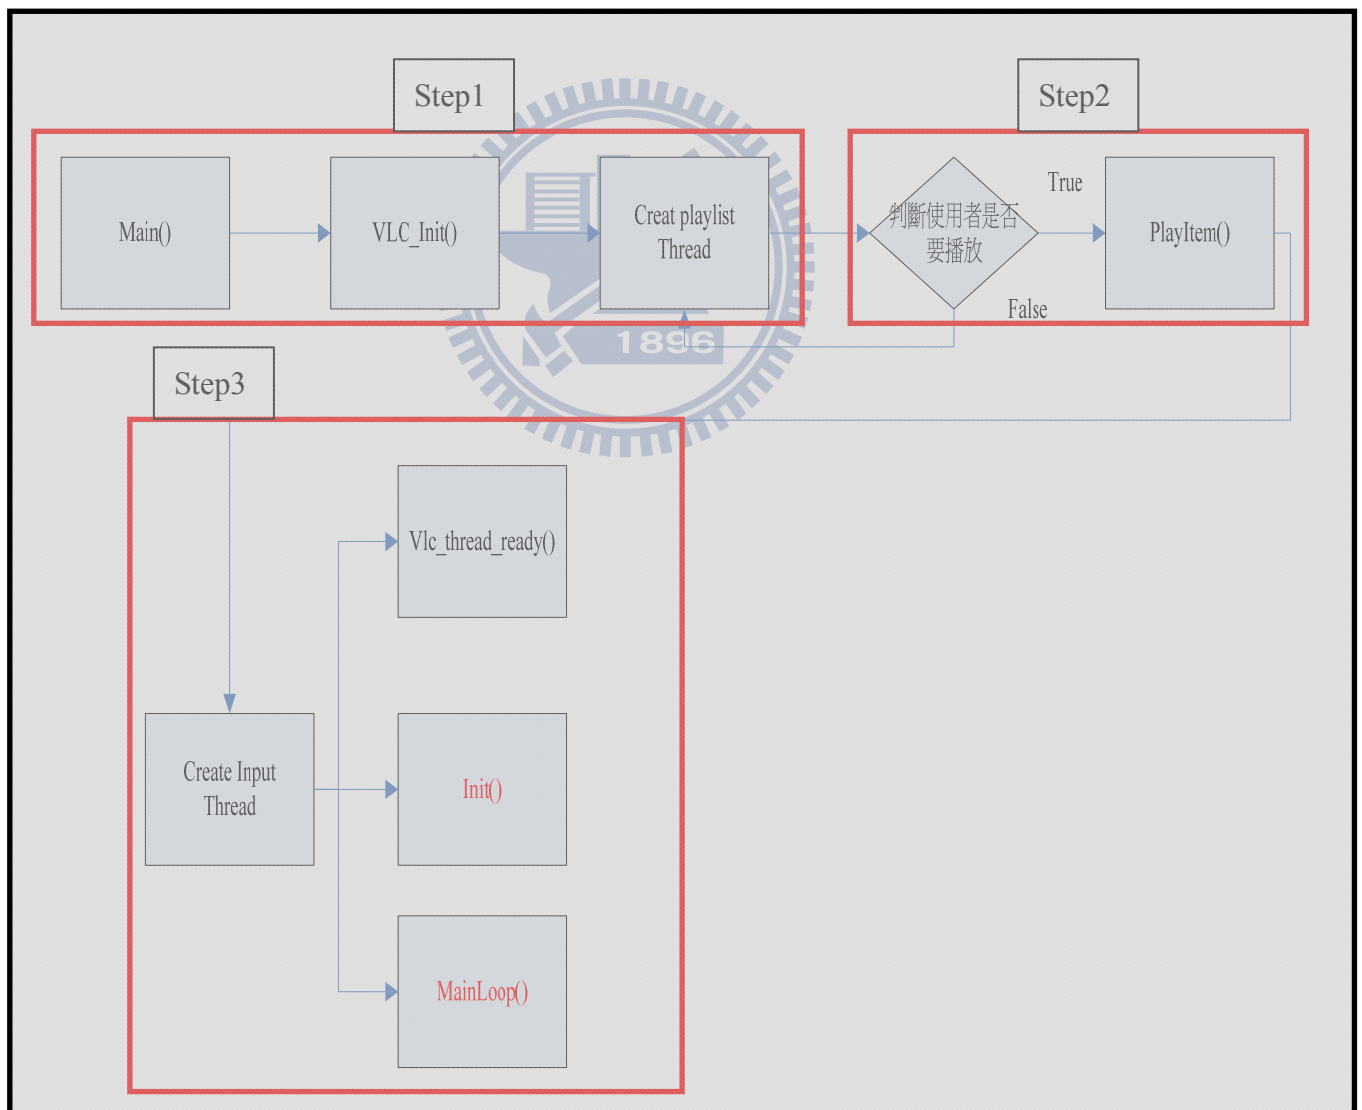 Step1
Step2
Main()
VLC_Init()
Creat playlist
Thread
判斷使用者是否
要播放
True
PlayItem()
False
1896
Step3
Vlc_thread_ready()
Create Input
Thread
Init()
MainLoop()